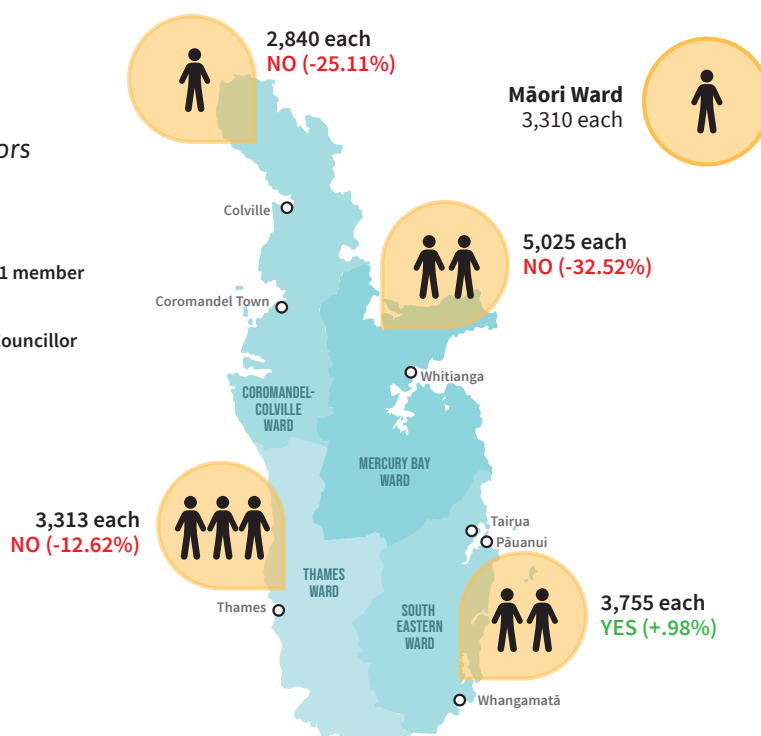 2,840 each
NO (-25.11%)
Māori Ward
3,310 each
ors
Colville
5,025 each
NO (-32.52%)
1 member
Coromandel Town
ouncillor
Whitianga
COROMANDEL-
COLVILLE
WARD
MERCURY BAY
WARD
3,313 each
NO (-12.62%)
Tairua
Pāuanui
THAMES
WARD
Thames
SOUTH
EASTERN
WARD
3,755 each
YES (+.98%)
Whangamatā